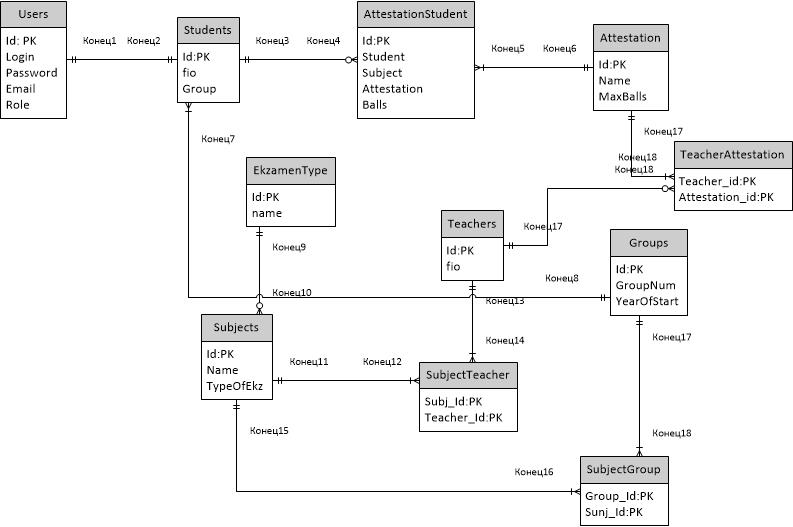 Users
Id: PK
Login
Password
Email
Role
Конец1
Конец2
Students
Id:PK
fio
Group
Конец3
Конец4
AttestationStudent
Id:PK
Student
Subject
Attestation
Balls
Конец5
Конец6
Attestation
Id:PK
Name
MaxBalls
Конец7
Конец17
Конец18
Конец18
TeacherAttestation
Teacher_id:PK
Attestation_id:PK
EkzamenType
Id:PK
name
Конец9
Teachers
Id:PK
fio
Конец17
Groups
Id:PK
GroupNum
YearOfStart
Конец8
Конец10
Конец13
Subjects
Id:PK
Name
TypeOfEkz
Конец11
Конец12
Конец14
SubjectTeacher
Subj_Id:PK
Teacher_Id:PK
Конец17
Конец15
Конец18
Конец16
SubjectGroup
Group_Id:PK
Sunj_Id:PK